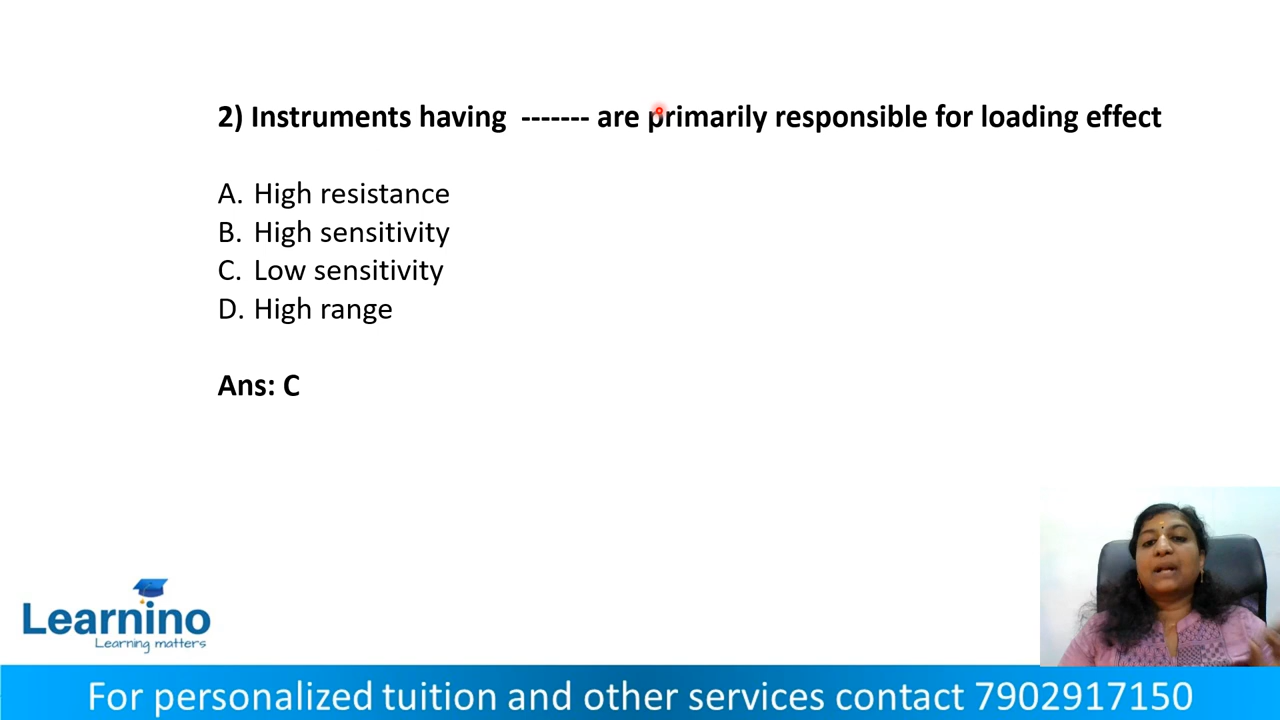 2) Instruments having ------- are primarily responsible for loading effect
A. High resistance
B. High sensitivity
C. Low sensitivity
D. High range
Ans: C
Learnino
Learning matters
For personalized tuition and other services contact 7902917150